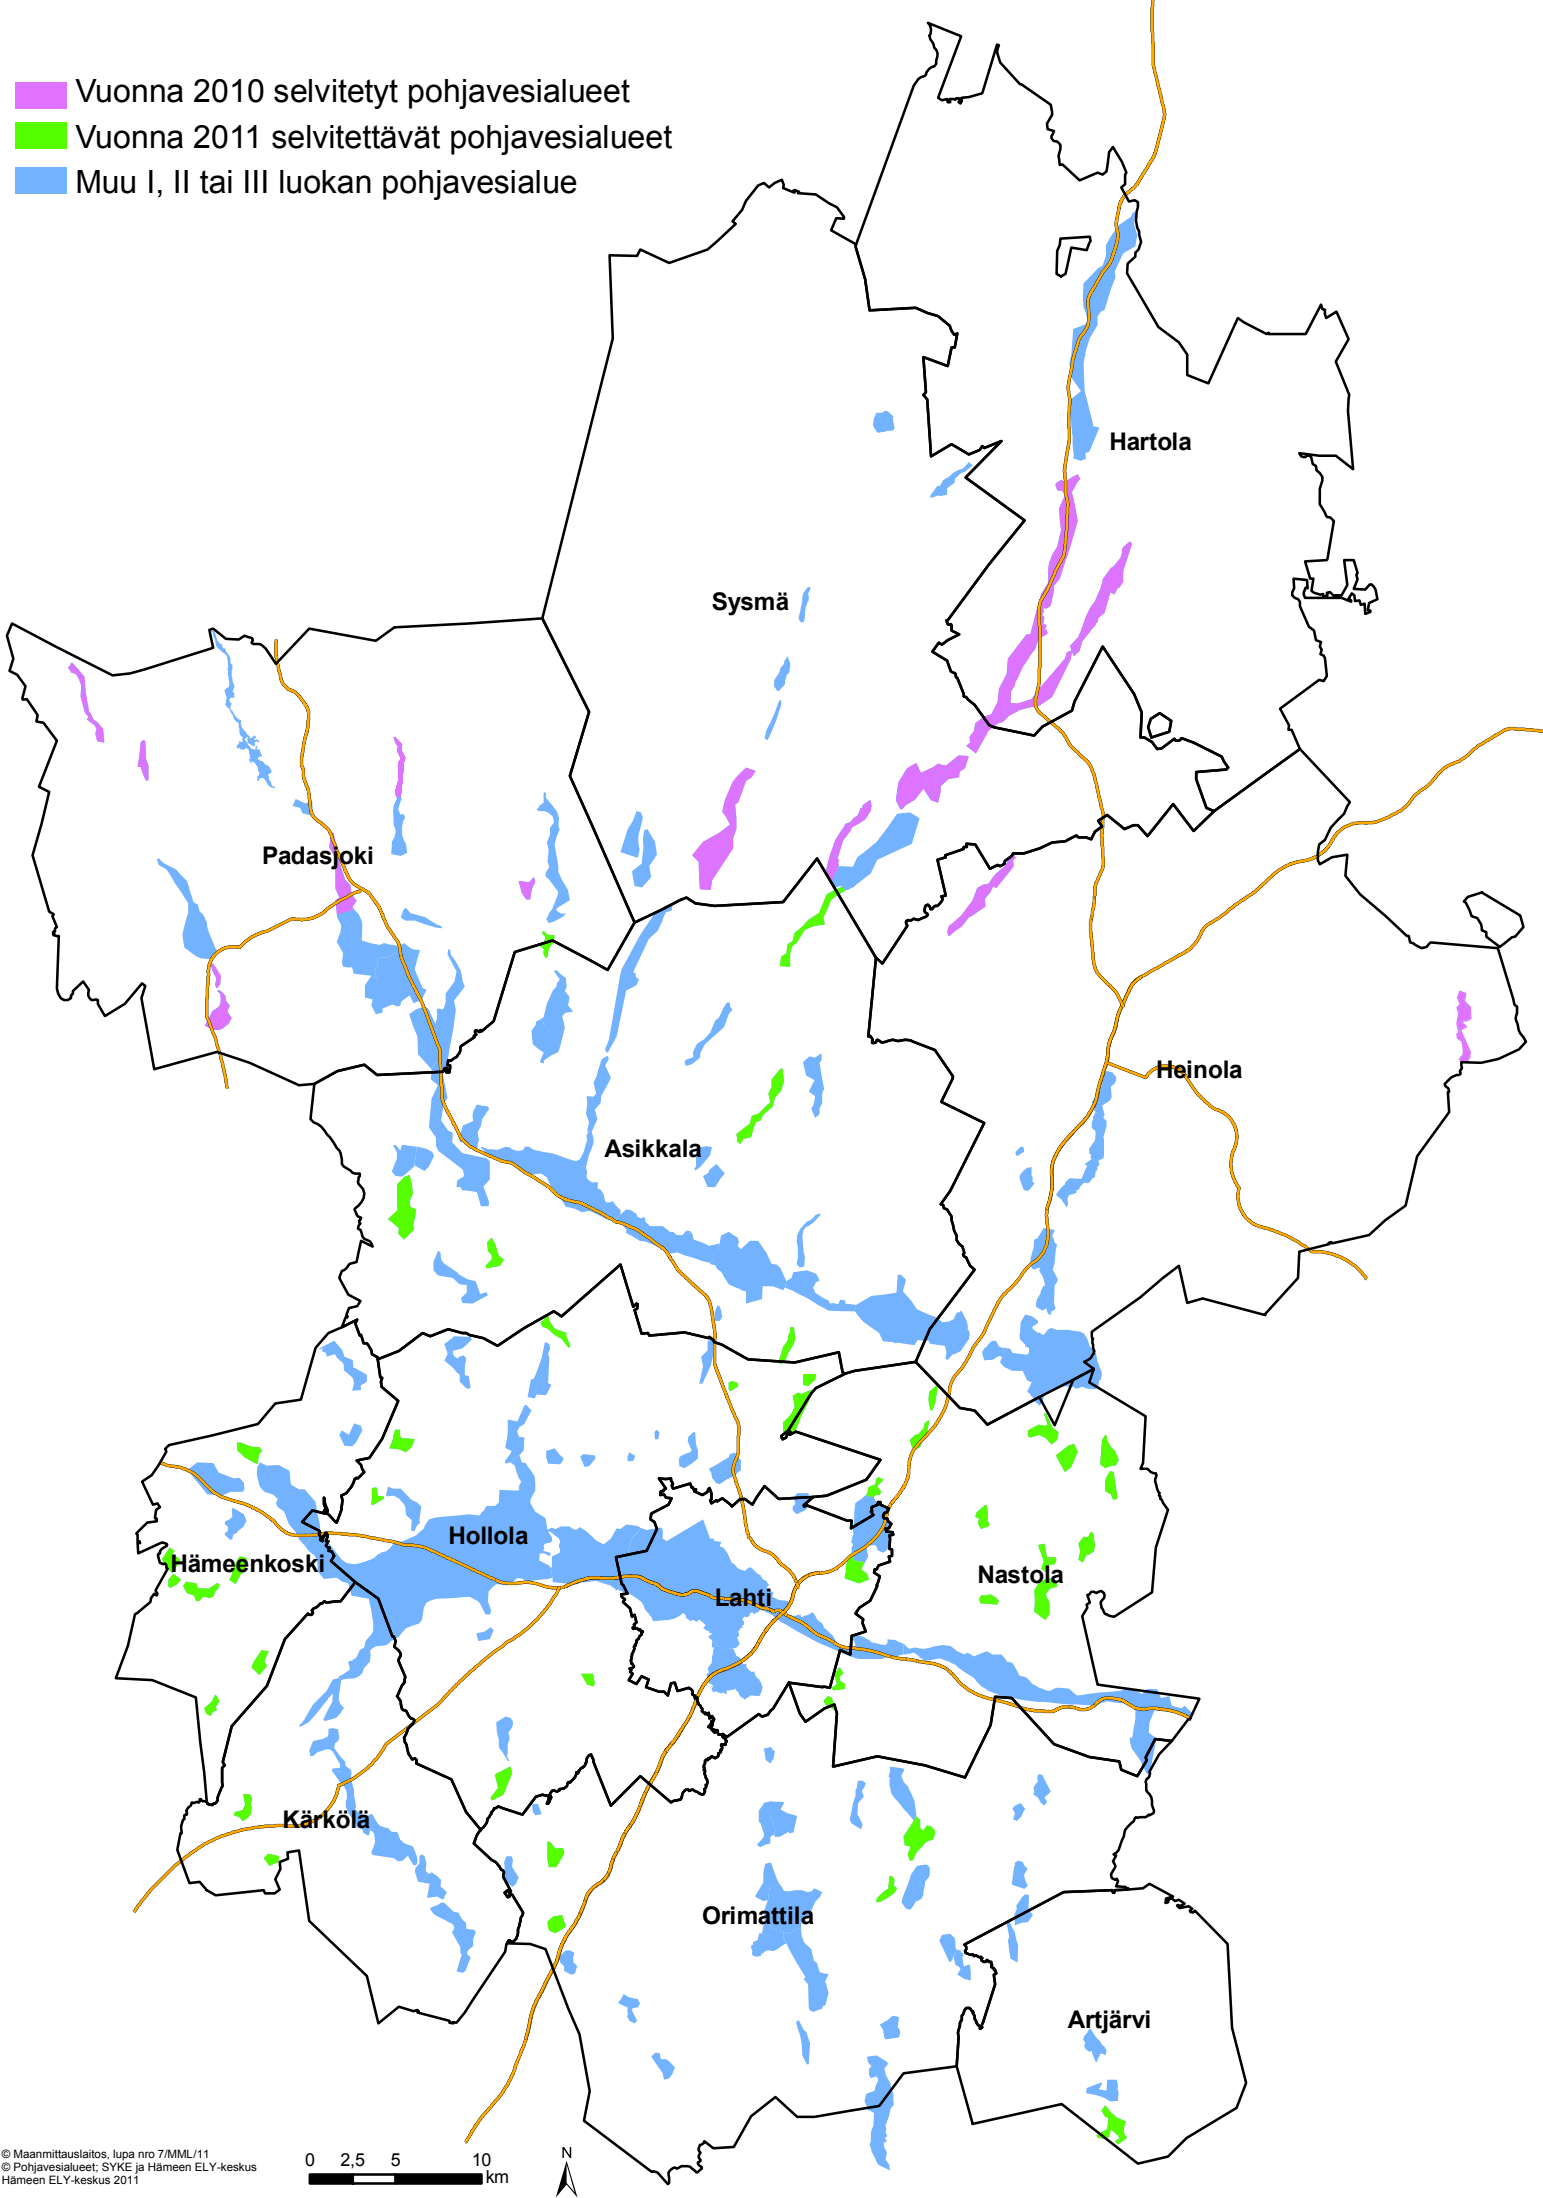 Vuonna 2010 selvitetyt pohjavesialueet
Vuonna 2011 selvitettävät pohjavesialueet
Muu I, II tai III luokan pohjavesialue
Hartola
Sysmä
Padasjoki
Heinola
Asikkala
Hollola
Hämeenkoski
Nastola
Lahti
Kärkölä
Orimattila
Artjärvi
© Maanmittauslaitos, lupa nro 7/MML/11
© Pohjavesialueet; SYKE ja Hämeen ELY-keskus
Hämeen ELY-keskus 2011
0 2,5 5 10
km
N